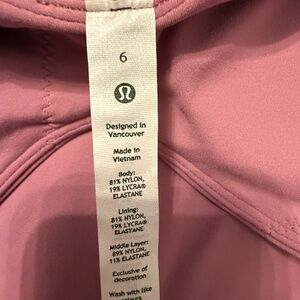 6
Designed in
Vancouver
Made in
Vietnam
Body:
81% NYLON,
19% LYCRA®
ELASTANE
Lining:
81% NYLON,
19% LYCRA®
ELASTANE
Middle Layer:
89% NYLON,
11% ELASTANE
Exclusive of
decoration
Wash with like
colours